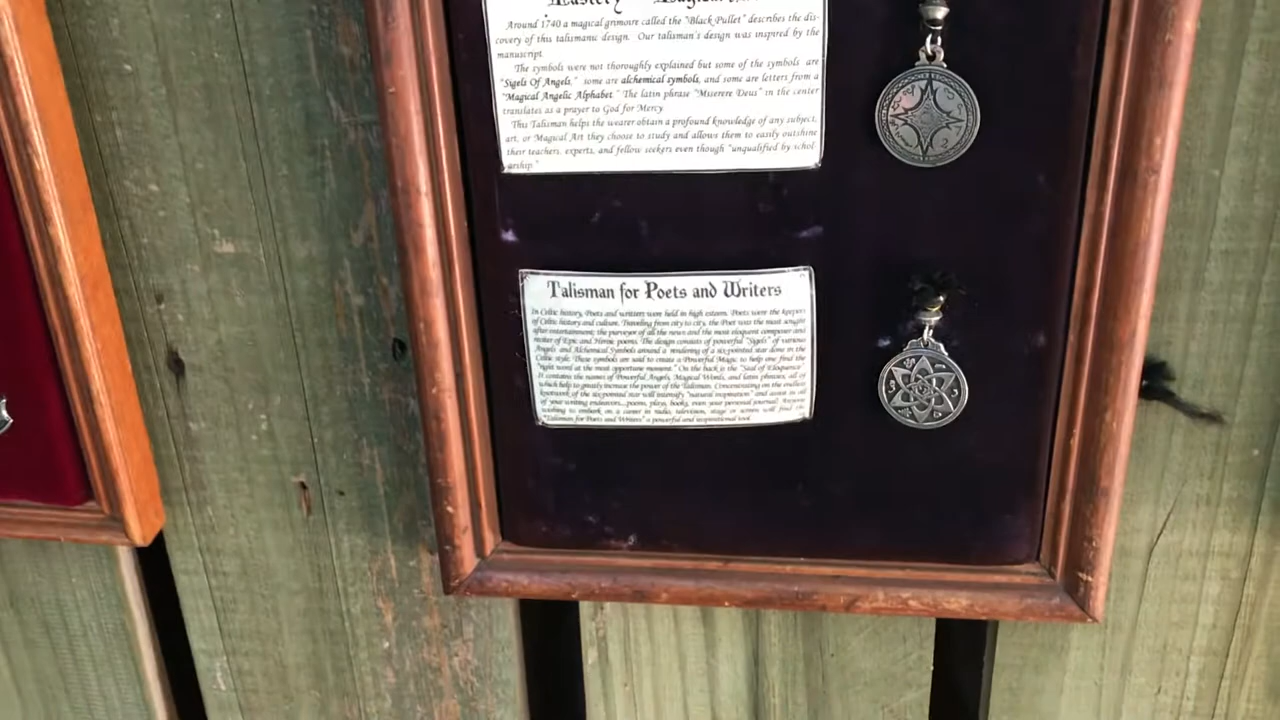 Around 1740 a magical grimoire called the "Black Pullet" describes the dis-
covery of this talismanic design. Our talisman's design was inspired by the
manuscript.
The symbols were not thoroughly explained but some of the symbols are
"Sigels Of Angels," some are alchemical symbols, and some are letters from a
"Magical Angelic Alphabet." The latin phrase "Miserere Deus" in the center
translates as a prayer to God for Mercy.
This Talisman helps the wearer obtain a profound knowledge of any subject,
art, or Magical Art they choose to study and allows them to easily outshine
their teachers, experts, and fellow seekers even though "unqualified by schol-
arship."
Talisman for Poets and Writers
In Celtic history, Poets and writers were held in high esteem. Poets were the keepers
of Celtic history and culture. Traveling from city to city, the Poet was the most sought
after entertainment; the purveyor of all the news and the most eloquent composer and
of Epic and Heroic poems. The design consists of powerful "Sigels" of various
Angels and Alchemical Symbols around a rendering of a six-pointed star done in the
Celtic style. These symbols are said to create a Powerful Magic to help one find the
"right word at the most opportune moment." On the back is the "Seal of Eloquence"
It contains the names of Powerful Angels, Magical Words, and latin phrases, all of
which help to greatly increase the power of the Talisman. Concentrating on the endless
knotwork of the six-pointed star will intensify "natural inspiration" and assist in all
of your writing endeavors...poems, plays, books, even your personal journal! Anyone
wishing to embark on a career in radio, television, stage or screen will find the
"Talisman for Poets and Writers" a powerful and inspirational tool.